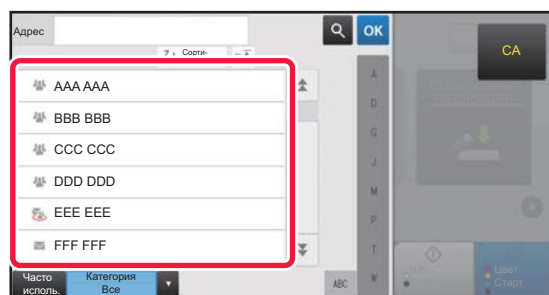 Адрес
OK
CA
Сорти-
AAA AAA
BBB BBB
CCC CCC
DDD DDD
EEE EEE
FFF FFF
A
D
G
J
M
P
T
W
Часто
исполь.
Категория
Все
ABC
Ч/Б
Старт
Цвет
Старт